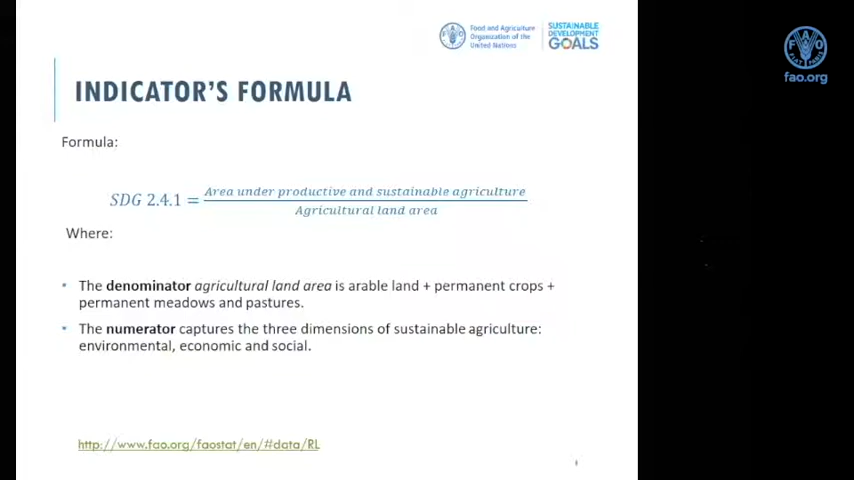 Food and Agriculture
Organization of the
United Nations
SUSTAINABLE
DEVELOPMENT
GOALS
FAO
FIAT PANIS
fao.org
INDICATOR'S FORMULA
Formula:
SDG 2.4.1 = Area under productive and sustainable agriculture
Agricultural land area
Where:
• The denominator agricultural land area is arable land + permanent crops +
permanent meadows and pastures.
• The numerator captures the three dimensions of sustainable agriculture:
environmental, economic and social.
http://www.fao.org/faostat/en/#data/RL